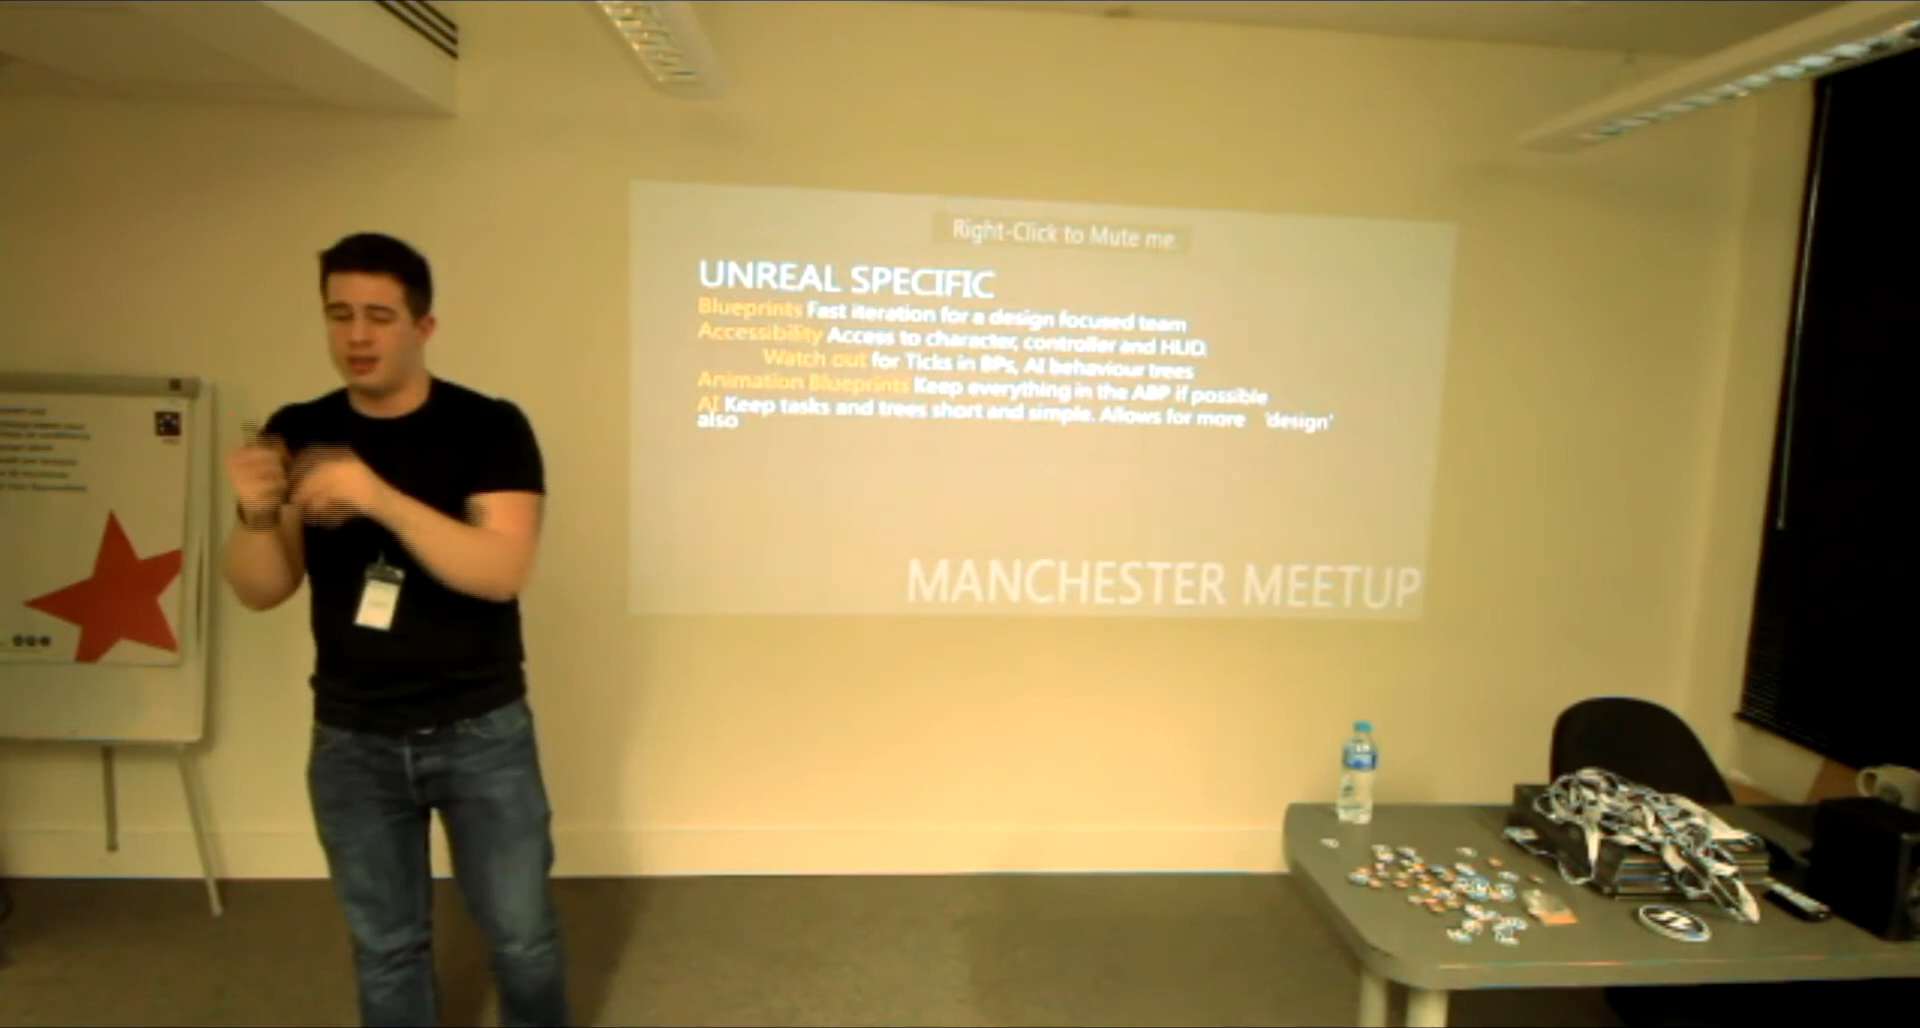 Right-Click to Mute me.
UNREAL SPECIFIC
Blueprints Fast iteration for a design focused team
Accessibility Access to character, controller and HUD
Watch out for Ticks in BPs, AI behaviour trees
Animation Blueprints Keep everything in the ABP if possible
AI Keep tasks and trees short and simple. Allows for more 'design'
also
MANCHESTER MEETUP